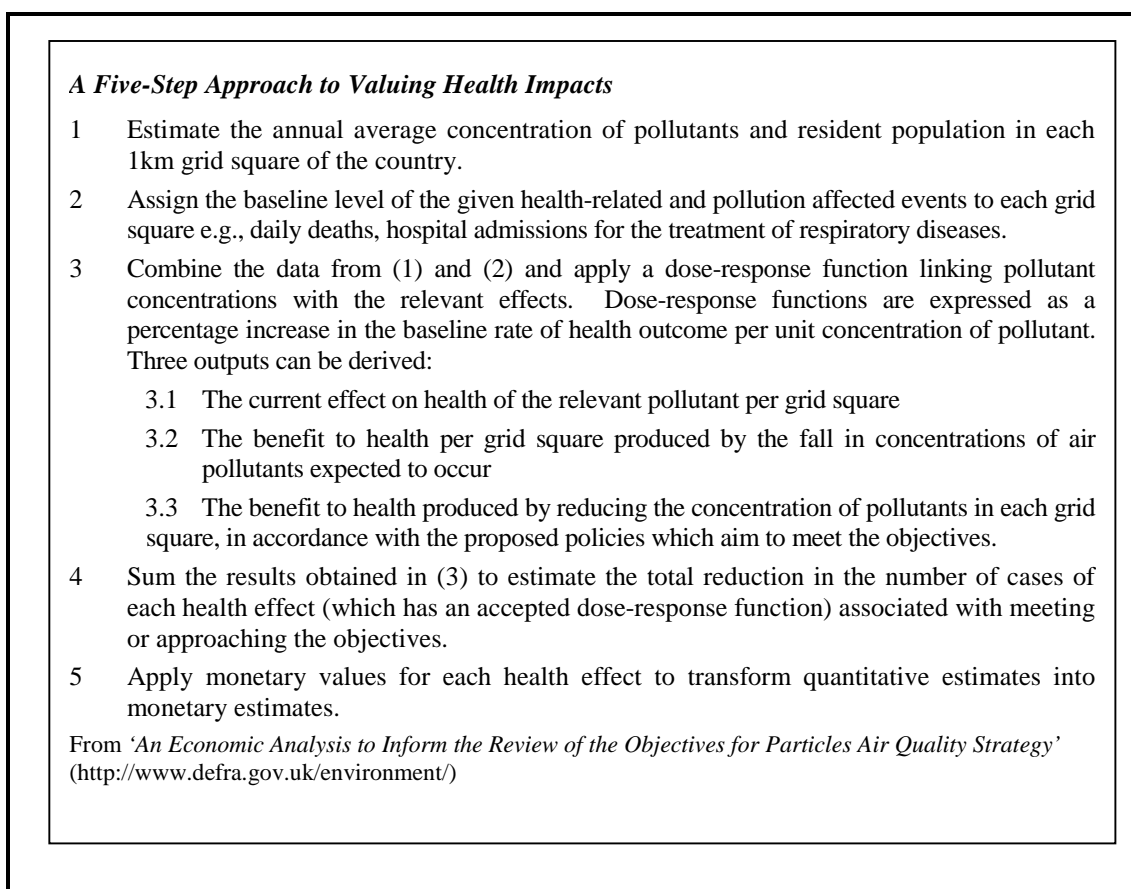 A Five-Step Approach to Valuing Health Impacts
1 Estimate the annual average concentration of pollutants and resident population in each
1km grid square of the country.
2 Assign the baseline level of the given health-related and pollution affected events to each grid
square e.g., daily deaths, hospital admissions for the treatment of respiratory diseases.
3 Combine the data from (1) and (2) and apply a dose-response function linking pollutant
concentrations with the relevant effects. Dose-response functions are expressed as a
percentage increase in the baseline rate of health outcome per unit concentration of pollutant.
Three outputs can be derived:
3.1 The current effect on health of the relevant pollutant per grid square
3.2 The benefit to health per grid square produced by the fall in concentrations of air
pollutants expected to occur
3.3 The benefit to health produced by reducing the concentration of pollutants in each grid
square, in accordance with the proposed policies which aim to meet the objectives.
4 Sum the results obtained in (3) to estimate the total reduction in the number of cases of
each health effect (which has an accepted dose-response function) associated with meeting
or approaching the objectives.
5 Apply monetary values for each health effect to transform quantitative estimates into
monetary estimates.
From ‘An Economic Analysis to Inform the Review of the Objectives for Particles Air Quality Strategy’
(http://www.defra.gov.uk/environment/)